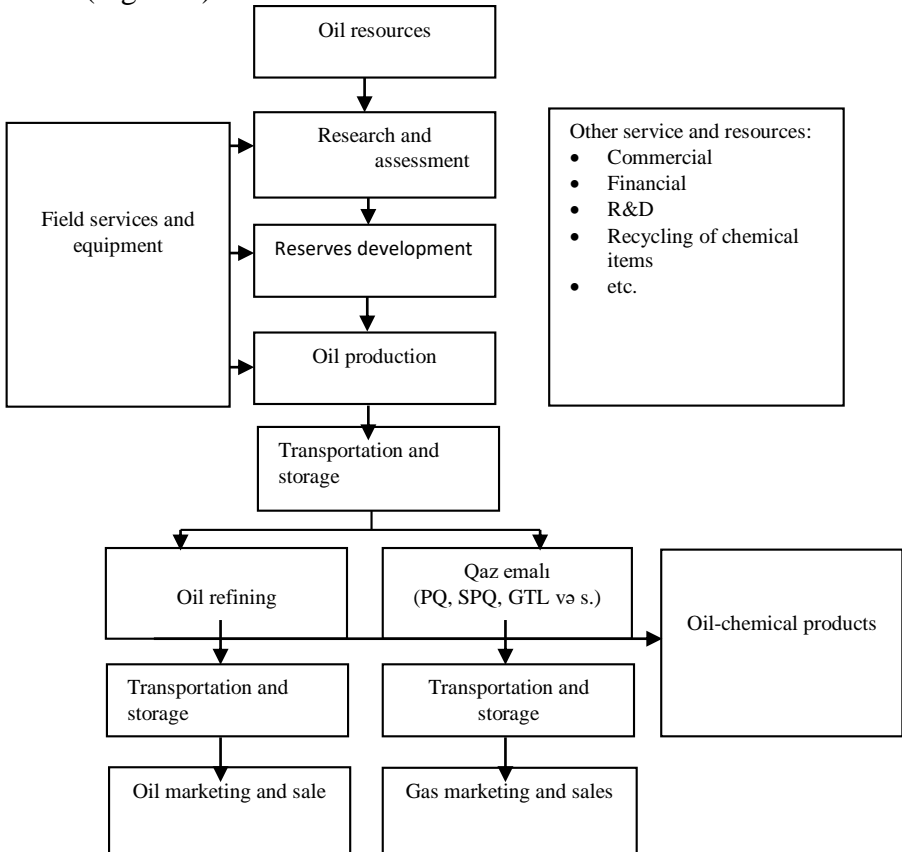 Oil resources
Research and
assessment
Field services and
equipment
Reserves development
Oil production
Other service and resources:
• Commercial
• Financial
• R&D
• Recycling of chemical
items
• etc.
Transportation and
storage
Oil refining
Qaz emalı
(PQ, SPQ, GTL və s.)
Oil-chemical products
Transportation and
storage
Transportation and
storage
Oil marketing and sale
Gas marketing and sales